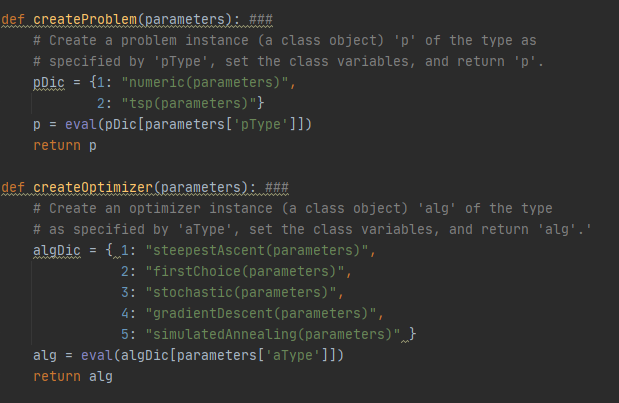 def createProblem(parameters): ###
    # Create a problem instance (a class object) 'p' of the type as
    # specified by 'pType', set the class variables, and return 'p'.
    pDic = {1: "numeric(parameters)",
            2: "tsp(parameters)"}
    p = eval(pDic[parameters['pType']])
    return p

def createOptimizer(parameters): ###
    # Create an optimizer instance (a class object) 'alg' of the type
    # as specified by 'aType', set the class variables, and return 'alg'.'
    algDic = { 1: "steepestAscent(parameters)",
               2: "firstChoice(parameters)",
               3: "stochastic(parameters)",
               4: "gradientDescent(parameters)",
               5: "simulatedAnnealing(parameters)" }
    alg = eval(algDic[parameters['aType']])
    return alg